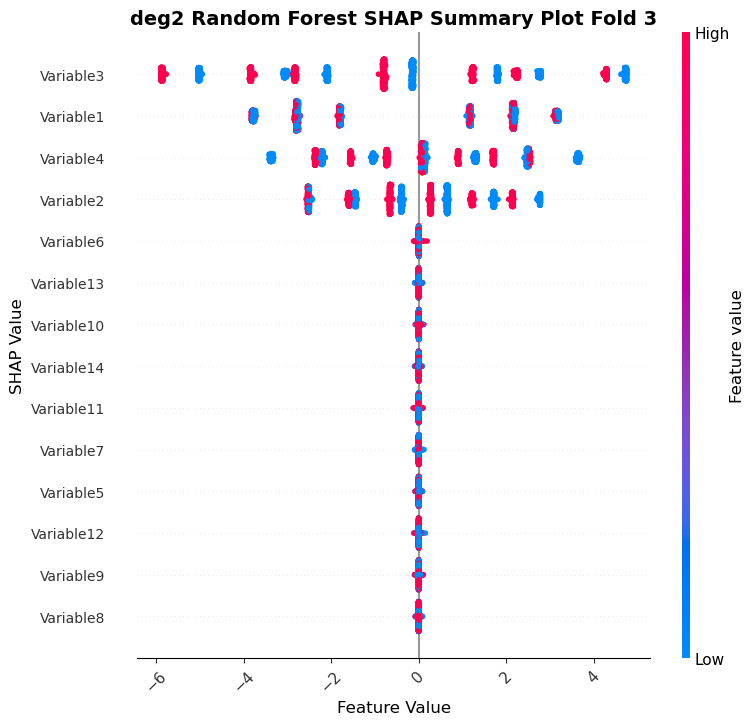 deg2 Random Forest SHAP Summary Plot Fold 3
High
Variable3
Variable1
Variable4
Variable2
Variable6
Variable13
Variable10
Variable14
Variable11
Variable7
Variable5
Variable12
Variable9
Variable8
SHAP Value
Feature value
Low
−6
−4
−2
0
2
4
Feature Value